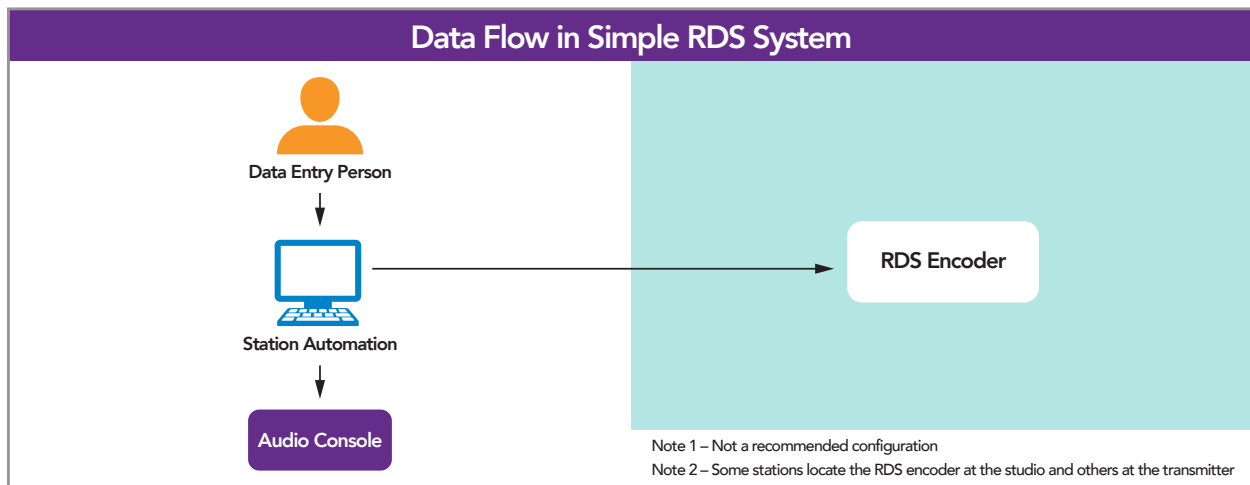 Data Flow in Simple RDS System
Data Entry Person
Station Automation
Audio Console
RDS Encoder
Note 1 – Not a recommended configuration
Note 2 – Some stations locate the RDS encoder at the studio and others at the transmitter